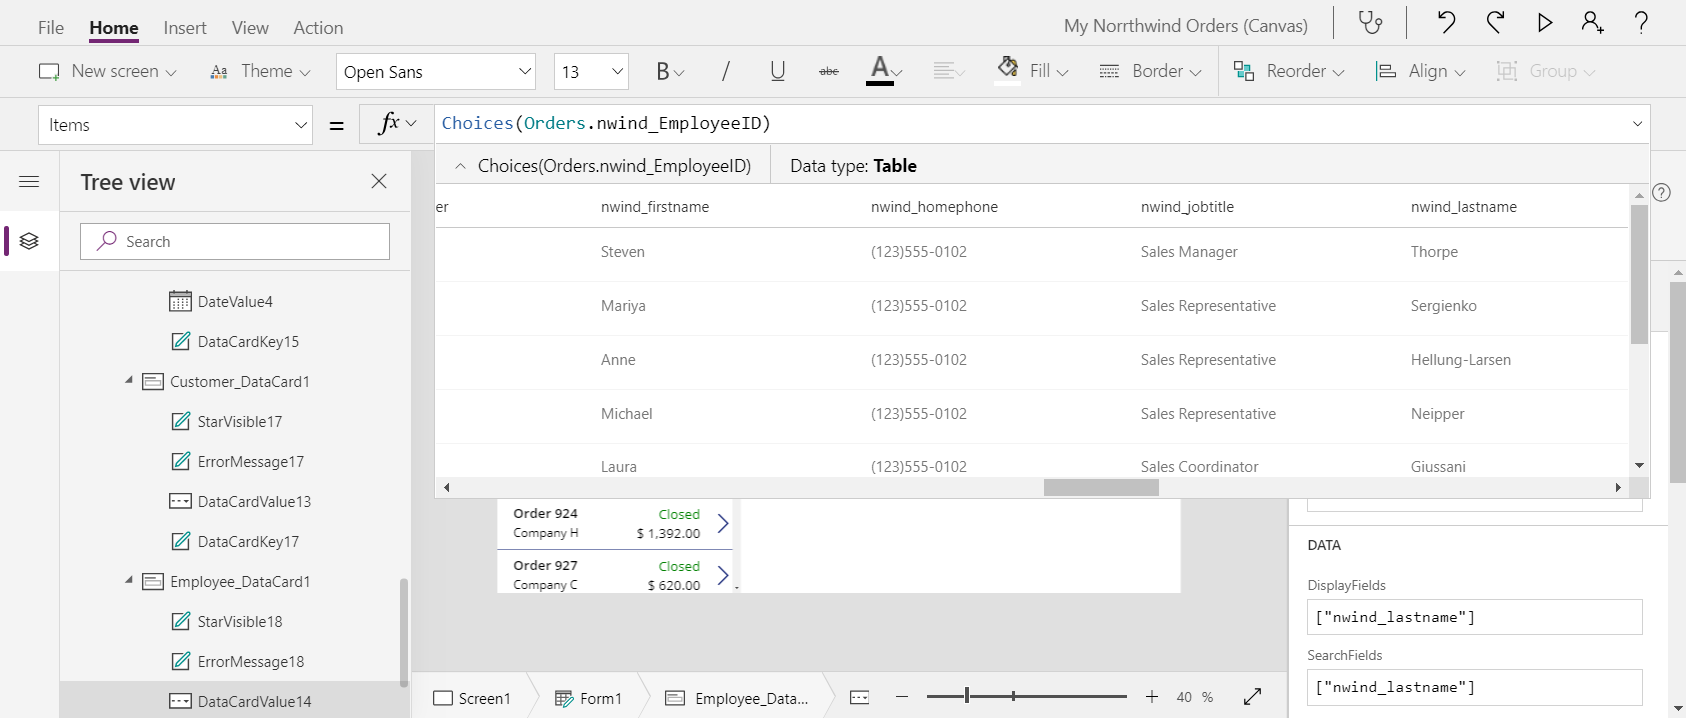 File Home Insert View Action My Norrthwind Orders (Canvas) ?
New screen Aa Theme Open Sans 13 B / U abc A Fill Border Reorder Align Group
Items = fx Choices(Orders.nwind_EmployeeID)
Choices(Orders.nwind_EmployeeID) Data type: Table
Tree view
Search
DateValue4
DataCardKey15
Customer_DataCard1
StarVisible17
ErrorMessage17
DataCardValue13
DataCardKey17
Employee_DataCard1
StarVisible18
ErrorMessage18
DataCardValue14
er nwind_firstname nwind_homephone nwind_jobtitle nwind_lastname
Steven (123)555-0102 Sales Manager Thorpe
Mariya (123)555-0102 Sales Representative Sergienko
Anne (123)555-0102 Sales Representative Hellung-Larsen
Michael (123)555-0102 Sales Representative Neipper
Laura (123)555-0102 Sales Coordinator Giussani
Order 924 Closed
Company H $ 1,392.00
Order 927 Closed
Company C $ 620.00
?
DATA
DisplayFields
["nwind_lastname"]
SearchFields
["nwind_lastname"]
Screen1 Form1 Employee_Data... 40 %